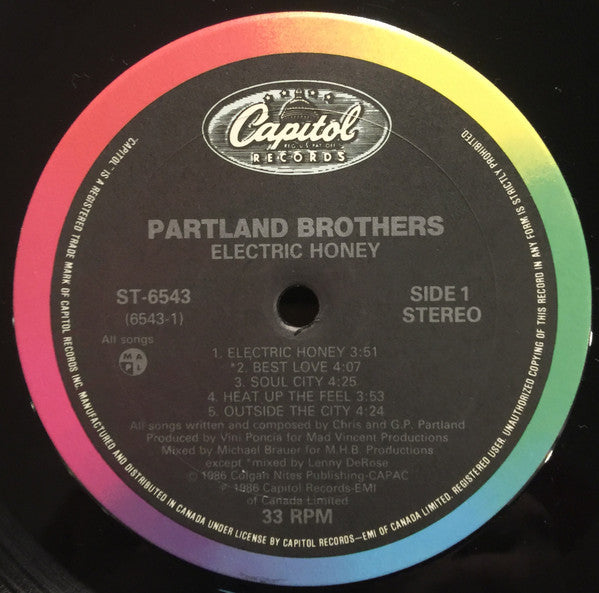 Capitol
REG. U.S. PAT. OFF.
RECORDS
PARTLAND BROTHERS
ELECTRIC HONEY
ST-6543
(6543-1)
SIDE 1
STEREO
All songs
MAPL
1. ELECTRIC HONEY 3:51
*2. BEST LOVE 4:07
3. SOUL CITY 4:25
4. HEAT UP THE FEEL 3:53
5. OUTSIDE THE CITY 4:24
All songs written and composed by Chris and G.P. Partland
Produced by Vini Poncia for Mad Vincent Productions
Mixed by Michael Brauer for M.H.B. Productions
except *mixed by Lenny DeRose
© 1986 Colgah Nites Publishing-CAPAC
℗ 1986 Capitol Records-EMI
of Canada Limited
33 RPM
"CAPITOL" - IS A REGISTERED TRADE MARK OF CAPITOL RECORDS INC. MANUFACTURED AND DISTRIBUTED IN CANADA UNDER LICENSE BY CAPITOL RECORDS—EMI OF CANADA LIMITED. REGISTERED USER. UNAUTHORIZED COPYING OF THIS RECORD IN ANY FORM IS STRICTLY PROHIBITED.